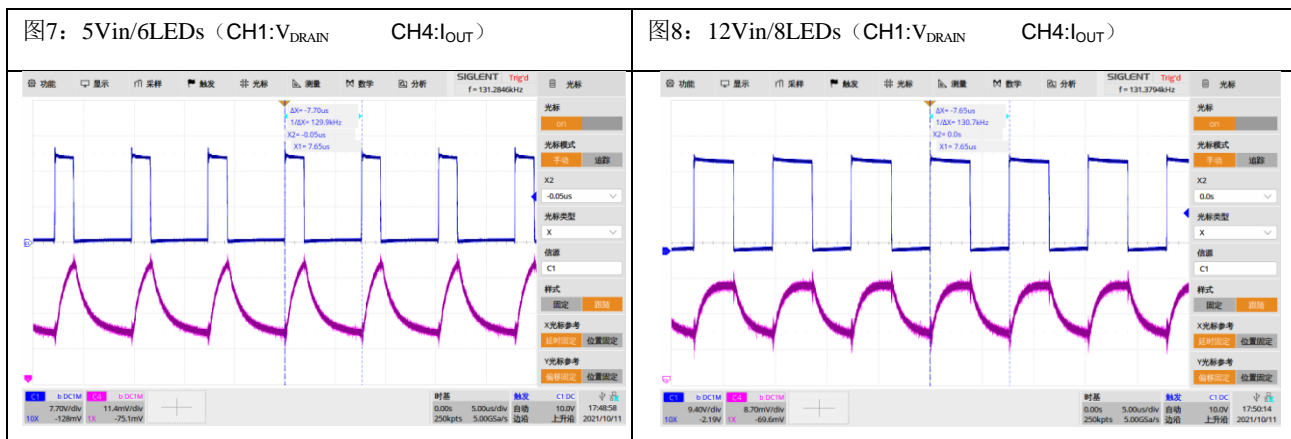 图7：5Vin/6LEDs（CH1:VDRAIN CH4:IOUT）
图8：12Vin/8LEDs（CH1:VDRAIN CH4:IOUT）
功能 显示 采样 触发 光标 测量 数学 分析
SIGLENT Trig'd
f = 131.2846kHz
光标
ΔX= -7.70us
1/ΔX= 129.9kHz
X2= -0.05us
X1= 7.65us
光标
on
光标模式
手动 追踪
X2
-0.05us
光标类型
X
信源
C1
样式
固定 跟随
X光标参考
延时固定 位置固定
Y光标参考
偏移固定 位置固定
C1 b DC1M
7.70V/div
10X -128mV
C4 b DC1M
11.4mV/div
1X -75.1mV
时基
0.00s 5.00us/div
250kpts 5.00GSa/s
触发 C1 DC
自动 10.0V
边沿 上升沿
17:48:58
2021/10/11
功能 显示 采样 触发 光标 测量 数学 分析
SIGLENT Trig'd
f = 131.3794kHz
光标
ΔX= -7.65us
1/ΔX= 130.7kHz
X2= 0.0s
X1= 7.65us
光标
on
光标模式
手动 追踪
X2
0.0s
光标类型
X
信源
C1
样式
固定 跟随
X光标参考
延时固定 位置固定
Y光标参考
偏移固定 位置固定
C1 b DC1M
9.40V/div
10X -2.19V
C4 b DC1M
8.70mV/div
1X -69.6mV
时基
0.00s 5.00us/div
250kpts 5.00GSa/s
触发 C1 DC
自动 10.0V
边沿 上升沿
17:50:14
2021/10/11